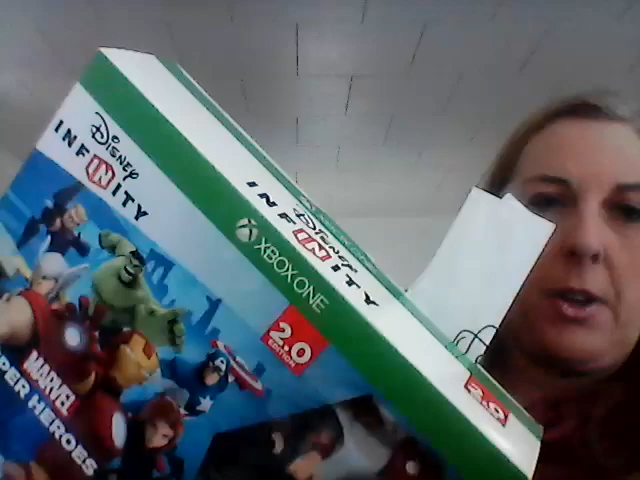 Disney
INFINITY
MARVEL
SUPER HEROES
Disney
INFINITY
XBOX ONE
2.0
EDITION
2.0